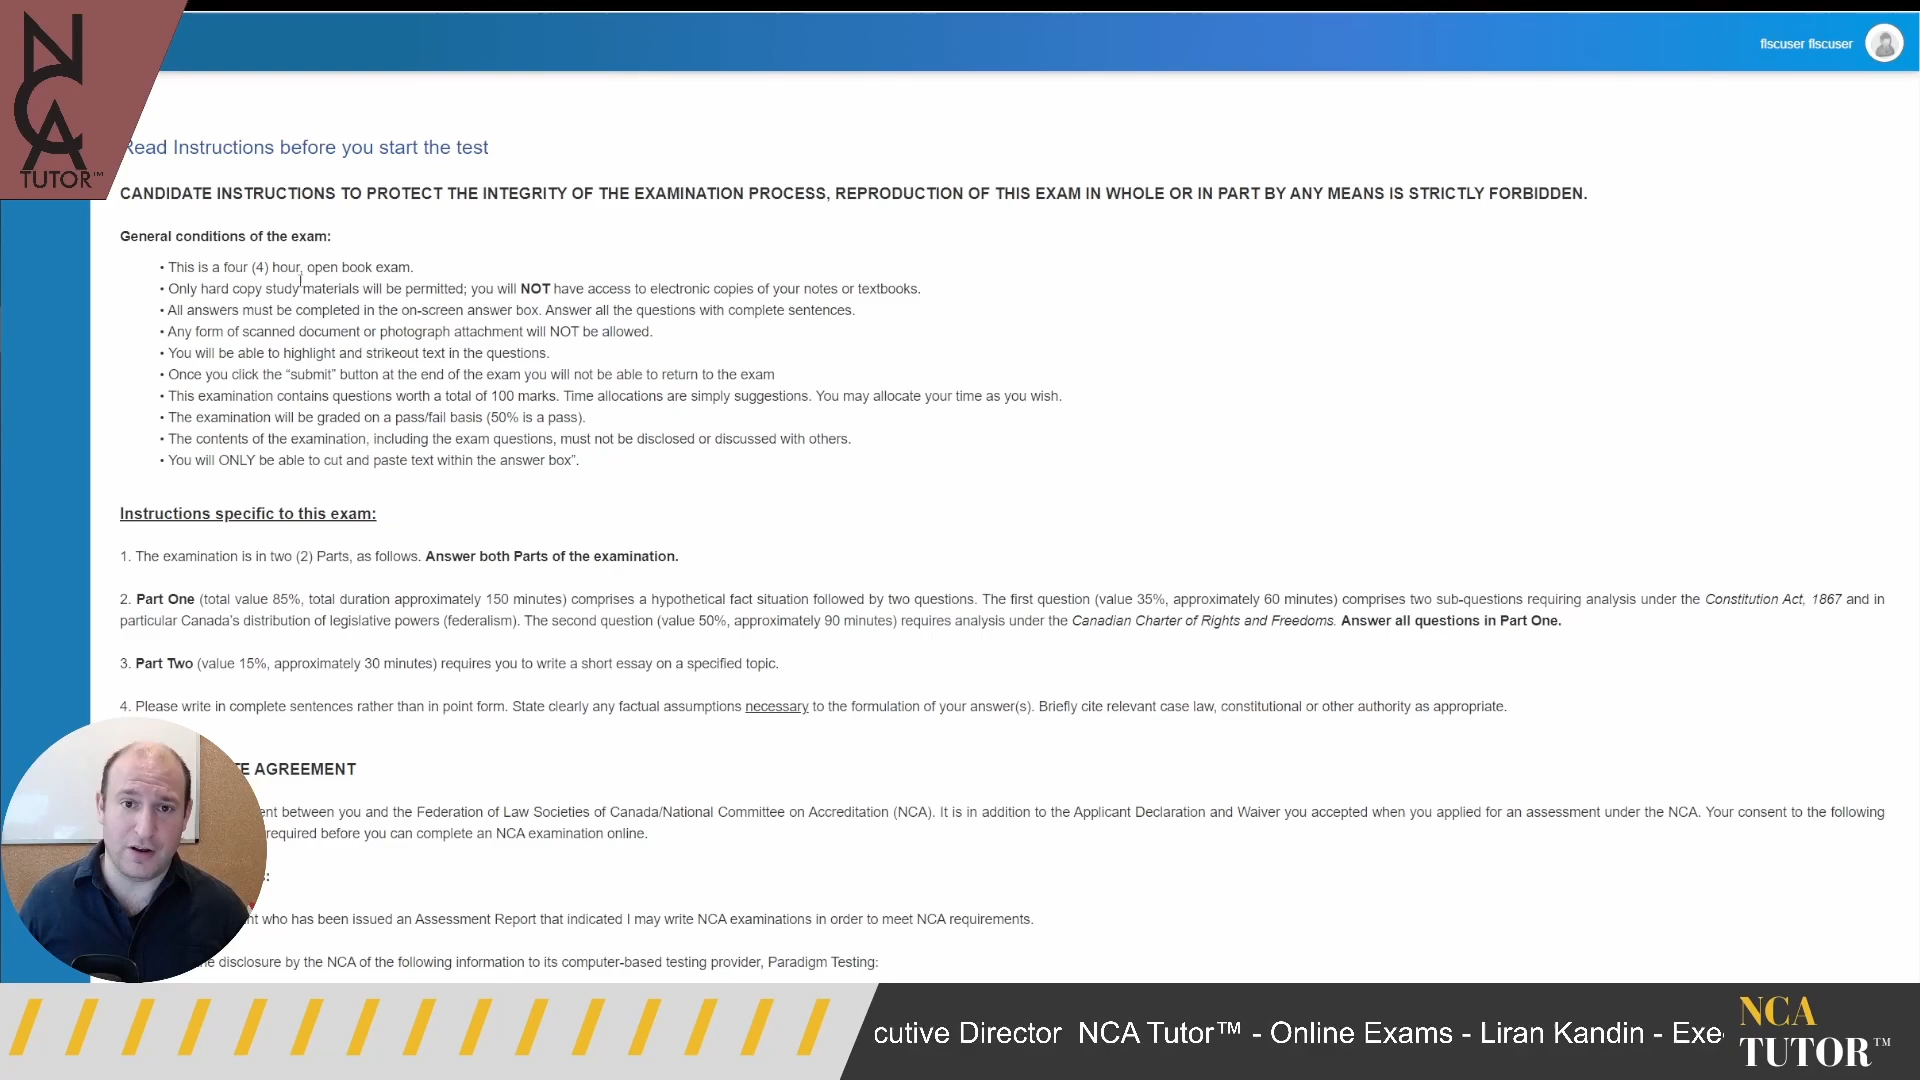 NCA
TUTOR™
flscuser flscuser
Read Instructions before you start the test
CANDIDATE INSTRUCTIONS TO PROTECT THE INTEGRITY OF THE EXAMINATION PROCESS, REPRODUCTION OF THIS EXAM IN WHOLE OR IN PART BY ANY MEANS IS STRICTLY FORBIDDEN.
General conditions of the exam:
• This is a four (4) hour, open book exam.
• Only hard copy study materials will be permitted; you will NOT have access to electronic copies of your notes or textbooks.
• All answers must be completed in the on-screen answer box. Answer all the questions with complete sentences.
• Any form of scanned document or photograph attachment will NOT be allowed.
• You will be able to highlight and strikeout text in the questions.
• Once you click the “submit” button at the end of the exam you will not be able to return to the exam
• This examination contains questions worth a total of 100 marks. Time allocations are simply suggestions. You may allocate your time as you wish.
• The examination will be graded on a pass/fail basis (50% is a pass).
• The contents of the examination, including the exam questions, must not be disclosed or discussed with others.
• You will ONLY be able to cut and paste text within the answer box”.
Instructions specific to this exam:
1. The examination is in two (2) Parts, as follows. Answer both Parts of the examination.
2. Part One (total value 85%, total duration approximately 150 minutes) comprises a hypothetical fact situation followed by two questions. The first question (value 35%, approximately 60 minutes) comprises two sub-questions requiring analysis under the Constitution Act, 1867 and in
particular Canada’s distribution of legislative powers (federalism). The second question (value 50%, approximately 90 minutes) requires analysis under the Canadian Charter of Rights and Freedoms. Answer all questions in Part One.
3. Part Two (value 15%, approximately 30 minutes) requires you to write a short essay on a specified topic.
4. Please write in complete sentences rather than in point form. State clearly any factual assumptions necessary to the formulation of your answer(s). Briefly cite relevant case law, constitutional or other authority as appropriate.
AGREEMENT
between you and the Federation of Law Societies of Canada/National Committee on Accreditation (NCA). It is in addition to the Applicant Declaration and Waiver you accepted when you applied for an assessment under the NCA. Your consent to the following
required before you can complete an NCA examination online.
who has been issued an Assessment Report that indicated I may write NCA examinations in order to meet NCA requirements.
disclosure by the NCA of the following information to its computer-based testing provider, Paradigm Testing:
cutive Director NCA Tutor™ - Online Exams - Liran Kandin - Exe
NCA
TUTOR™